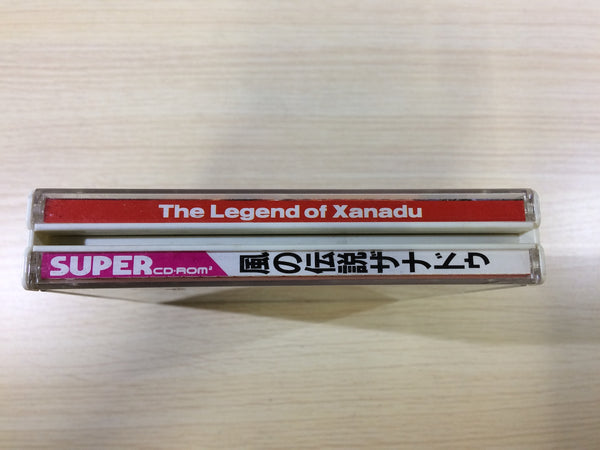 The Legend of Xanadu
SUPER CD-ROM² 風の伝説ザナドゥ